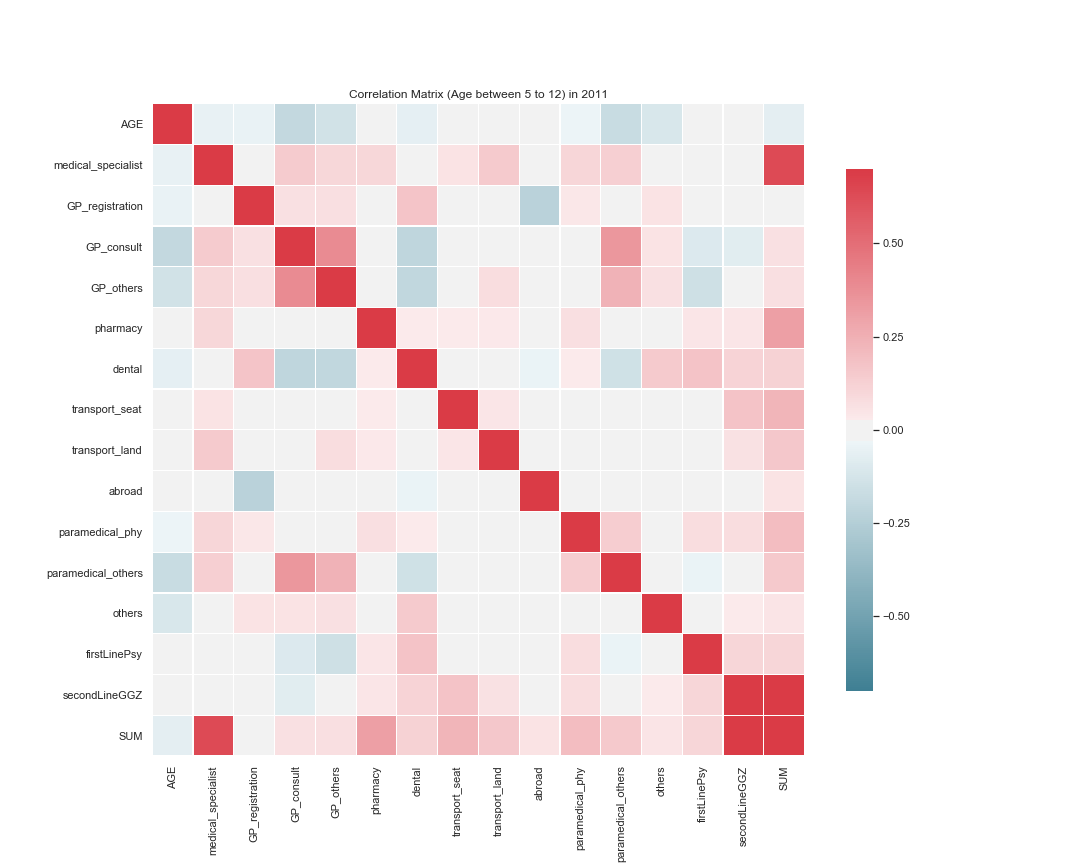 Correlation Matrix (Age between 5 to 12) in 2011
AGE
medical_specialist
GP_registration
GP_consult
GP_others
pharmacy
dental
transport_seat
transport_land
abroad
paramedical_phy
paramedical_others
others
firstLinePsy
secondLineGGZ
SUM
AGE
medical_specialist
GP_registration
GP_consult
GP_others
pharmacy
dental
transport_seat
transport_land
abroad
paramedical_phy
paramedical_others
others
firstLinePsy
secondLineGGZ
SUM
0.50
0.25
0.00
−0.25
−0.50